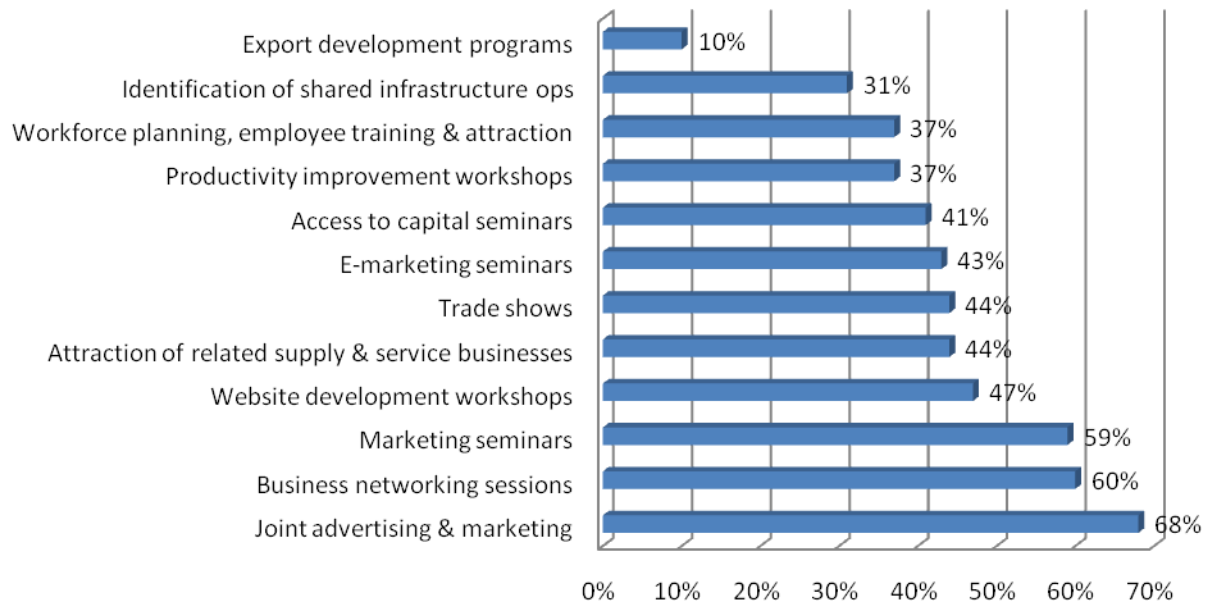 Export development programs 10%
Identification of shared infrastructure ops 31%
Workforce planning, employee training & attraction 37%
Productivity improvement workshops 37%
Access to capital seminars 41%
E-marketing seminars 43%
Trade shows 44%
Attraction of related supply & service businesses 44%
Website development workshops 47%
Marketing seminars 59%
Business networking sessions 60%
Joint advertising & marketing 68%
0% 10% 20% 30% 40% 50% 60% 70%